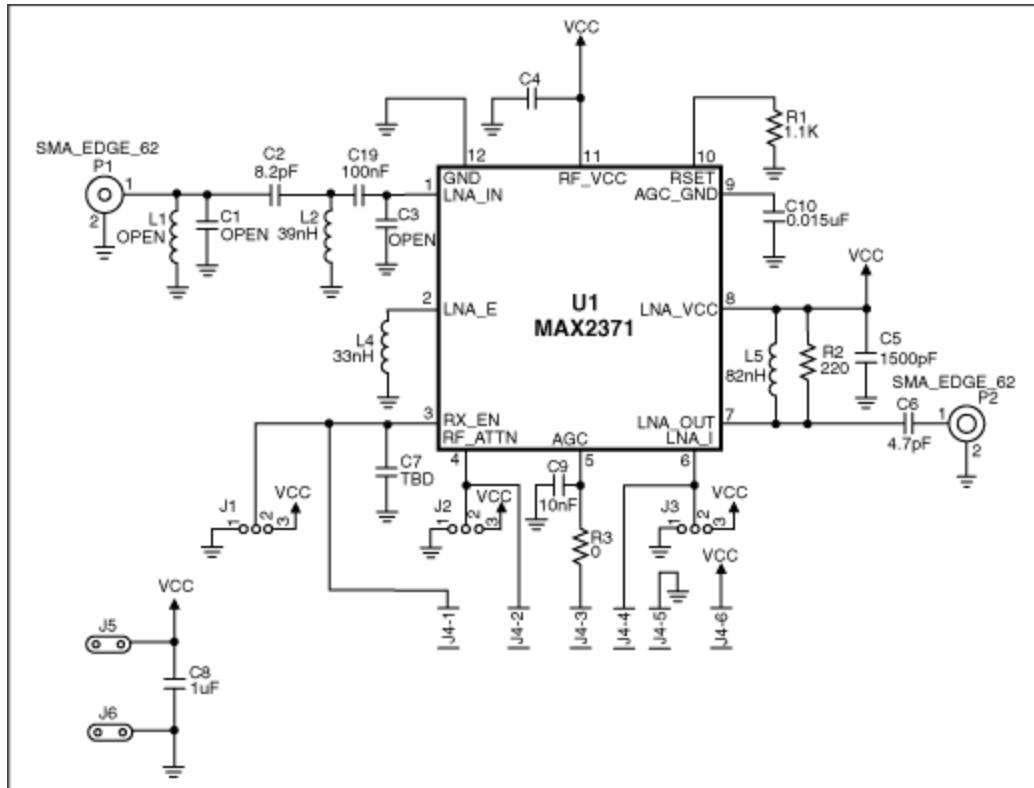 VCC
C4
SMA_EDGE_62
P1
1
2
L1
OPEN
C1
OPEN
C2
8.2pF
L2
39nH
C19
100nF
C3
OPEN
R1
1.1K
12
11
10
GND
RF_VCC
RSET
1
LNA_IN
9
AGC_GND
C10
0.015uF
2
LNA_E
L4
33nH
U1
MAX2371
8
LNA_VCC
VCC
L5
82nH
R2
220
C5
1500pF
SMA_EDGE_62
P2
1
2
C6
4.7pF
3
RX_EN
RF_ATTN
AGC
7
LNA_OUT
LNA_I
4
5
6
C7
TBD
C9
10nF
R3
0
J1
1
2
3
VCC
J2
1
2
3
VCC
J3
1
2
3
VCC
VCC
J4-1
J4-2
J4-3
J4-4
J4-5
J4-6
VCC
J5
C8
1uF
J6